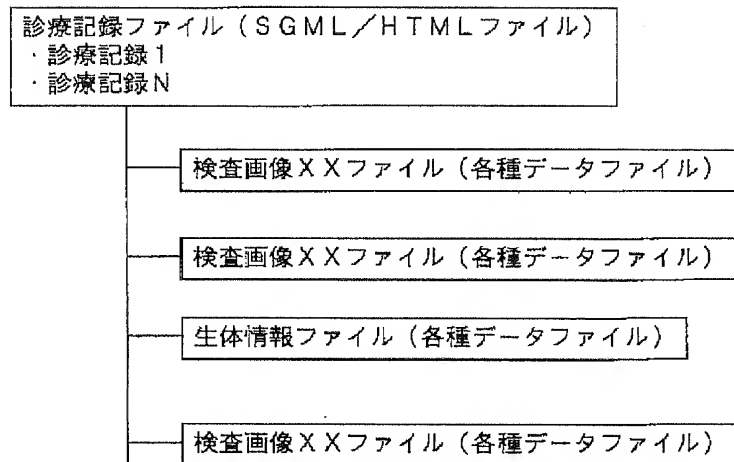 診療記録ファイル（ＳＧＭＬ／ＨＴＭＬファイル）
・診療記録１
・診療記録Ｎ
検査画像ＸＸファイル（各種データファイル）
検査画像ＸＸファイル（各種データファイル）
生体情報ファイル（各種データファイル）
検査画像ＸＸファイル（各種データファイル）